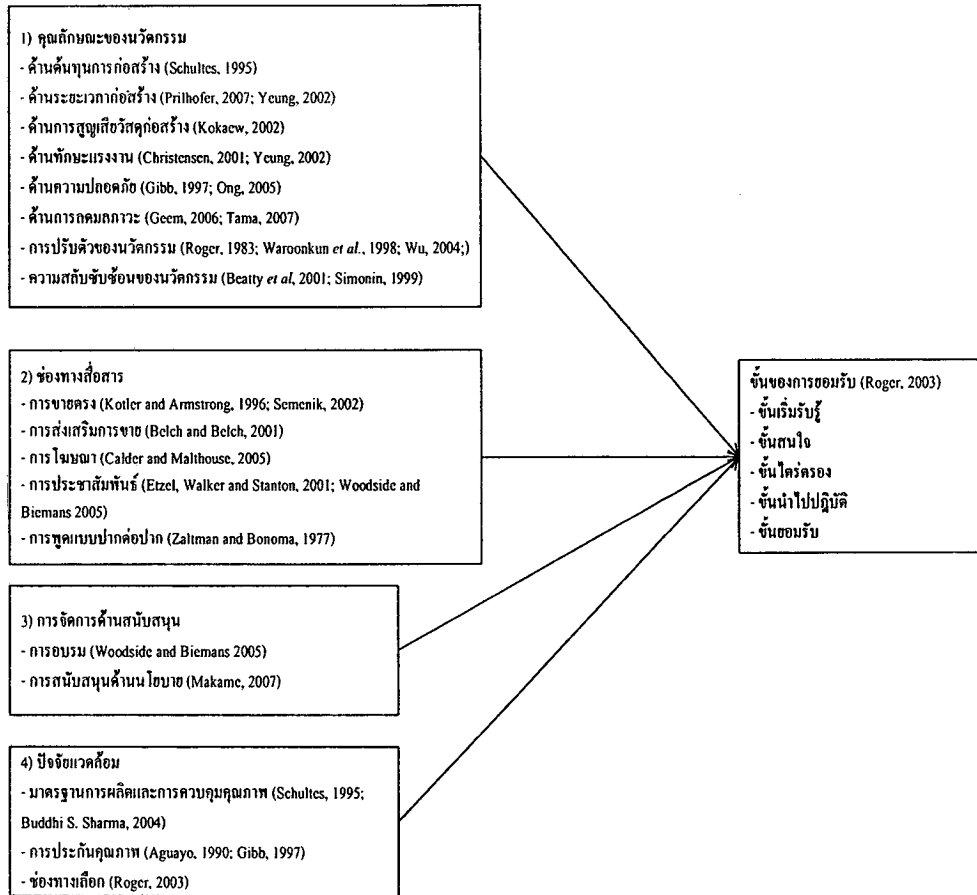 1) คุณลักษณะของนวัตกรรม
- ด้านต้นทุนการก่อสร้าง (Schultes, 1995)
- ด้านระยะเวลาก่อสร้าง (Prilhofer, 2007; Yeung, 2002)
- ด้านการสูญเสียวัสดุก่อสร้าง (Kokaew, 2002)
- ด้านทักษะแรงงาน (Christensen, 2001; Yeung, 2002)
- ด้านความปลอดภัย (Gibb, 1997; Ong, 2005)
- ด้านการลดมลภาวะ (Geem, 2006; Tama, 2007)
- การปรับตัวของนวัตกรรม (Roger, 1983; Waroonkun et al., 1998; Wu, 2004;)
- ความสลับซับซ้อนของนวัตกรรม (Beatty et al, 2001; Simonin, 1999)
2) ช่องทางสื่อสาร
- การขายตรง (Kotler and Armstrong, 1996; Semenik, 2002)
- การส่งเสริมการขาย (Belch and Belch, 2001)
- การโฆษณา (Calder and Malthouse, 2005)
- การประชาสัมพันธ์ (Etzel, Walker and Stanton, 2001; Woodside and
Biemans 2005)
- การพูดแบบปากต่อปาก (Zaltman and Bonoma, 1977)
3) การจัดการด้านสนับสนุน
- การอบรม (Woodside and Biemans 2005)
- การสนับสนุนด้านนโยบาย (Makame, 2007)
4) ปัจจัยแวดล้อม
- มาตรฐานการผลิตและการควบคุมคุณภาพ (Schultes, 1995;
Buddhi S. Sharma, 2004)
- การประกันคุณภาพ (Aguayo, 1990; Gibb, 1997)
- ช่องทางเลือก (Roger, 2003)
ขั้นของการยอมรับ (Roger, 2003)
- ขั้นเริ่มรับรู้
- ขั้นสนใจ
- ขั้นไตร่ตรอง
- ขั้นนำไปปฏิบัติ
- ขั้นยอมรับ